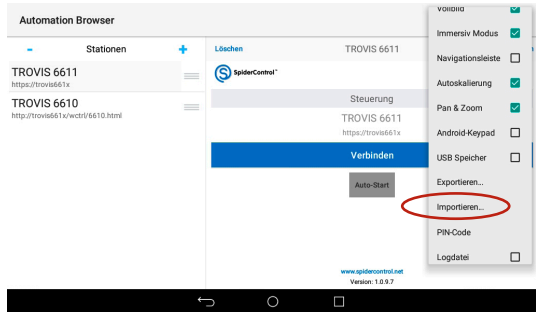 Automation Browser
- Stationen +
TROVIS 6611
https://trovis661x
TROVIS 6610
http://trovis661x/wctrl/6610.html
Löschen TROVIS 6611
SpiderControl™
Steuerung
TROVIS 6611
https://trovis661x
Verbinden
Auto-Start
www.spidercontrol.net
Version: 1.0.9.7
Vollbild
Immersiv Modus
Navigationsleiste
Autoskalierung
Pan & Zoom
Android-Keypad
USB Speicher
Exportieren...
Importieren...
PIN-Code
Logdatei